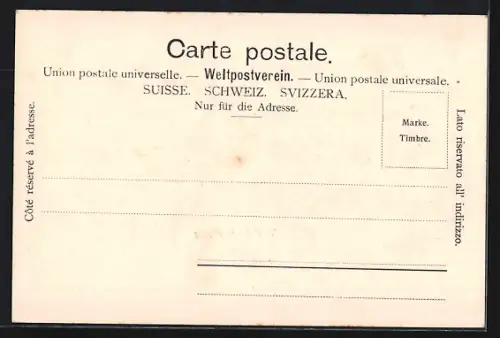 Carte postale.
Union postale universelle. — Weltpostverein. — Union postale universale.
SUISSE. SCHWEIZ. SVIZZERA.
Nur für die Adresse.
Marke.
Timbre.
Côté réservé à l'adresse.
Lato riservato all' indirizzo.